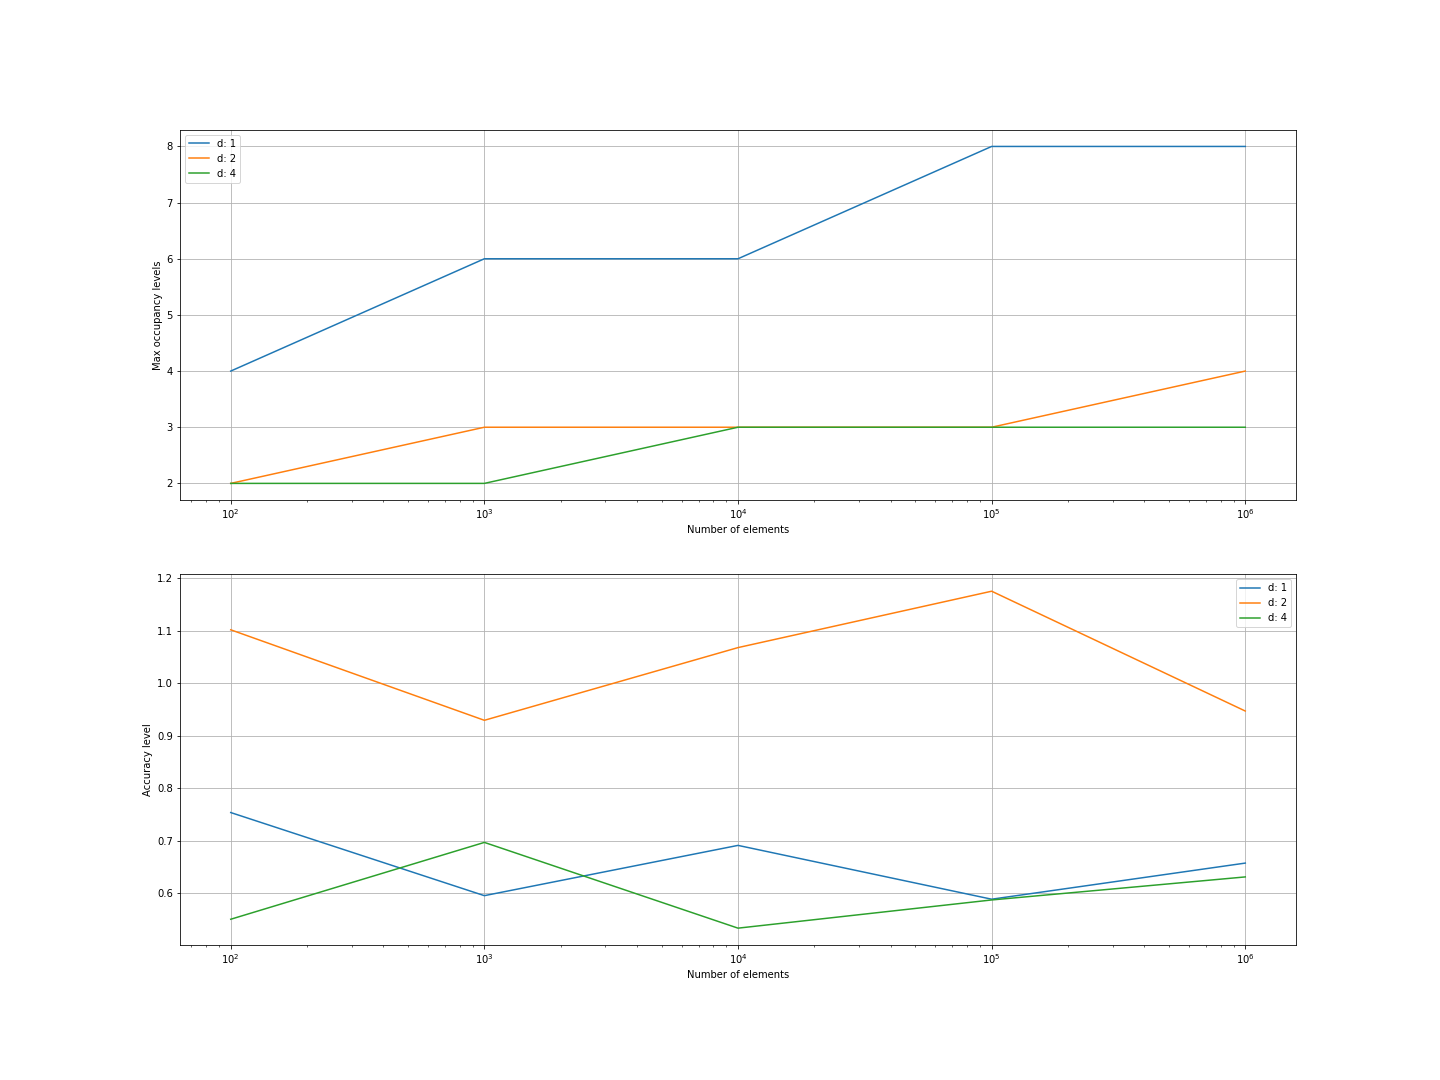 d: 1
d: 2
d: 4
8
7
6
5
4
3
2
Max occupancy levels
10² 10³ 10⁴ 10⁵ 10⁶
Number of elements
d: 1
d: 2
d: 4
1.2
1.1
1.0
0.9
0.8
0.7
0.6
Accuracy level
10² 10³ 10⁴ 10⁵ 10⁶
Number of elements